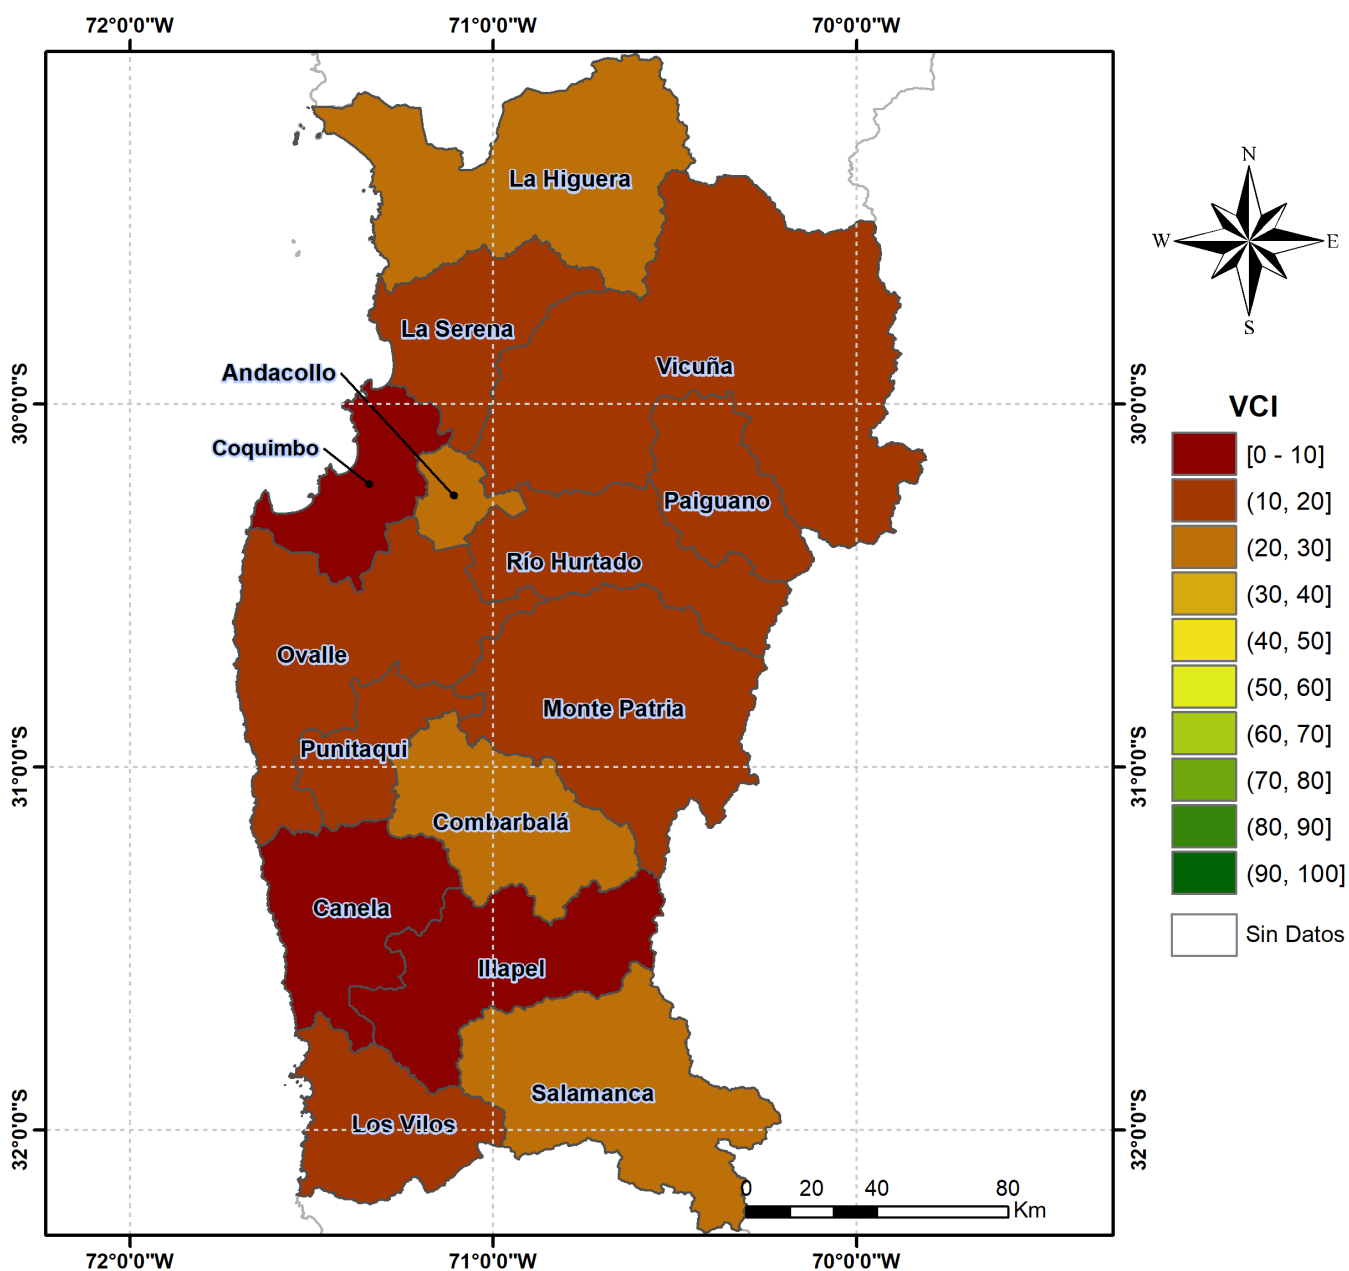 72°0'0"W 71°0'0"W 70°0'0"W
N
W E
S
La Higuera
La Serena
Andacollo
Vicuña
30°0'0"S 30°0'0"S
Coquimbo
Paiguano
Río Hurtado
Ovalle
Monte Patria
Punitaqui
31°0'0"S 31°0'0"S
Combarbalá
Canela
Illapel
Salamanca
Los Vilos
32°0'0"S 32°0'0"S
VCI
[0 - 10]
(10, 20]
(20, 30]
(30, 40]
(40, 50]
(50, 60]
(60, 70]
(70, 80]
(80, 90]
(90, 100]
Sin Datos
0 20 40 80
Km
72°0'0"W 71°0'0"W 70°0'0"W